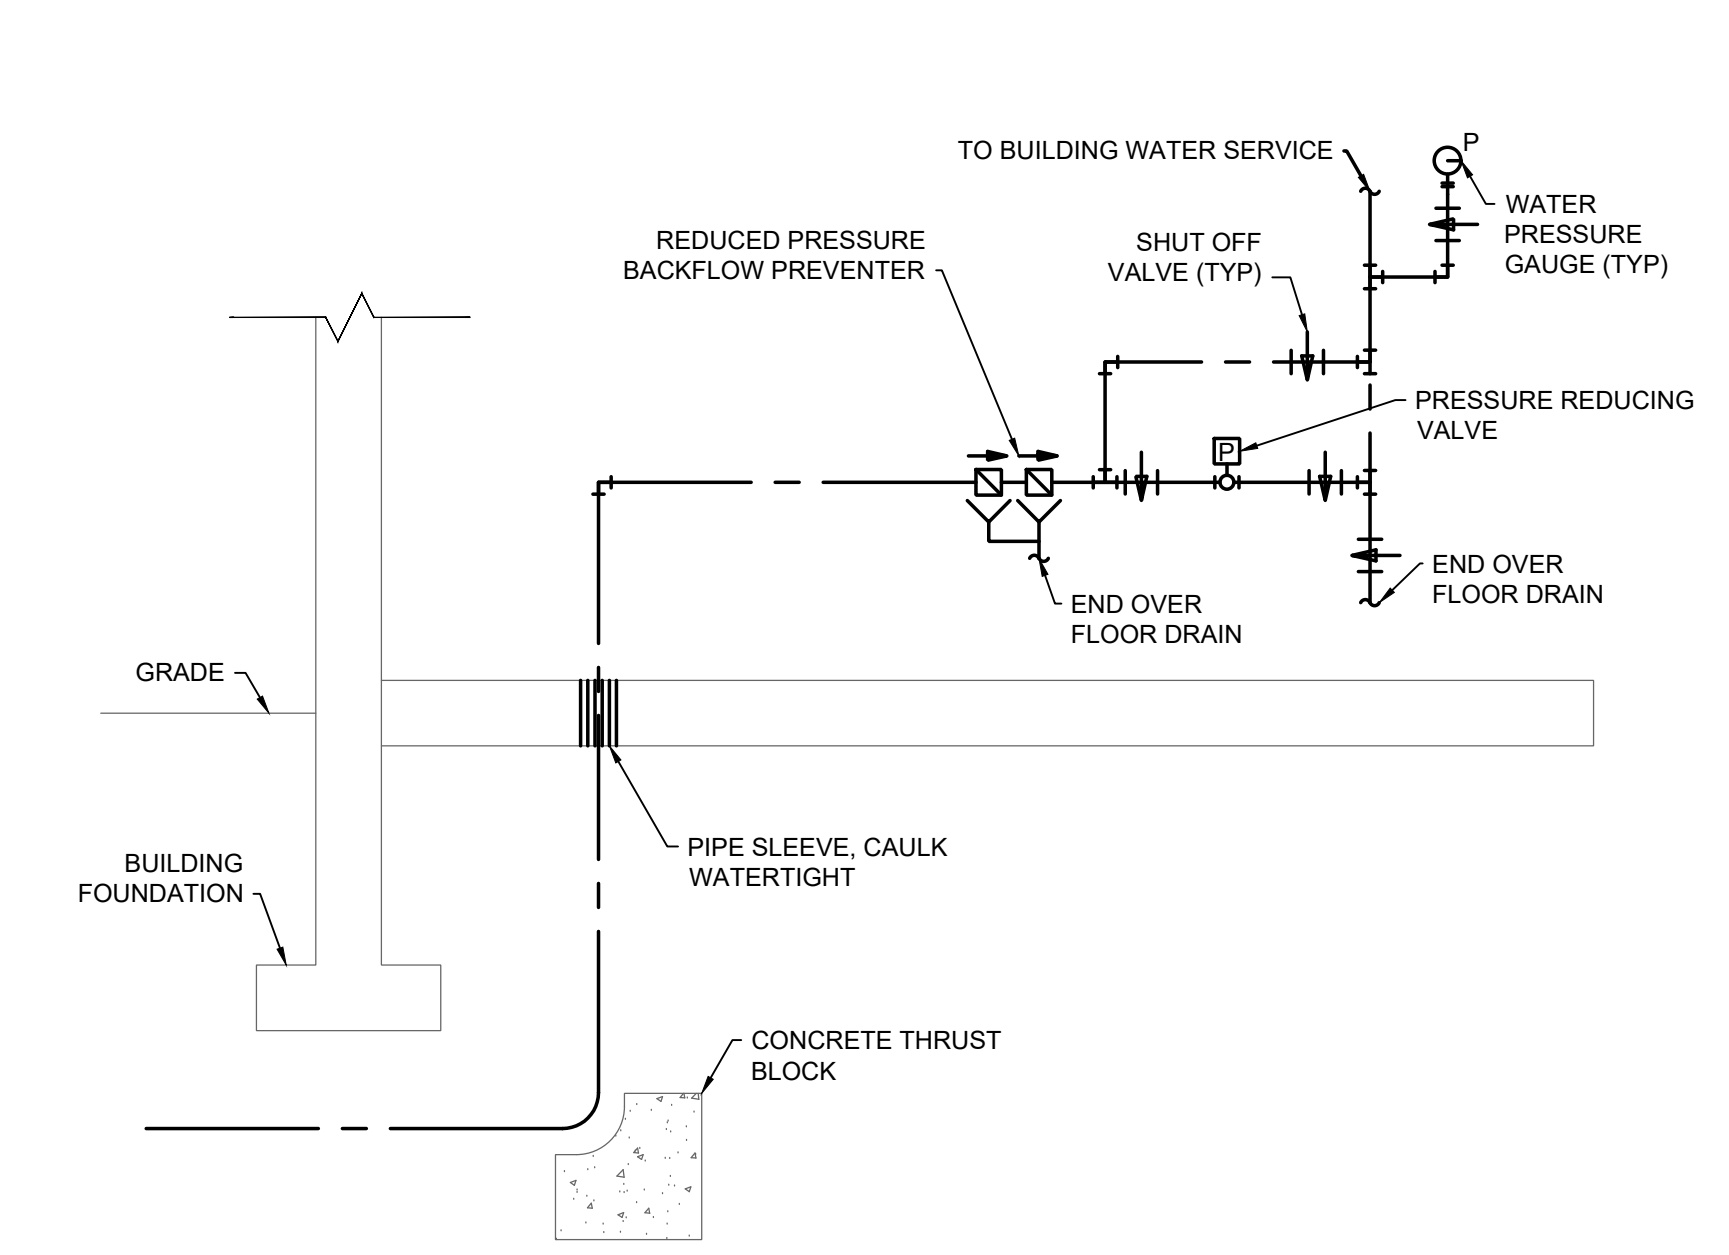 P
TO BUILDING WATER SERVICE
WATER
PRESSURE
GAUGE (TYP)
REDUCED PRESSURE
BACKFLOW PREVENTER
SHUT OFF
VALVE (TYP)
PRESSURE REDUCING
VALVE
P
END OVER
FLOOR DRAIN
END OVER
FLOOR DRAIN
GRADE
PIPE SLEEVE, CAULK
WATERTIGHT
BUILDING
FOUNDATION
CONCRETE THRUST
BLOCK